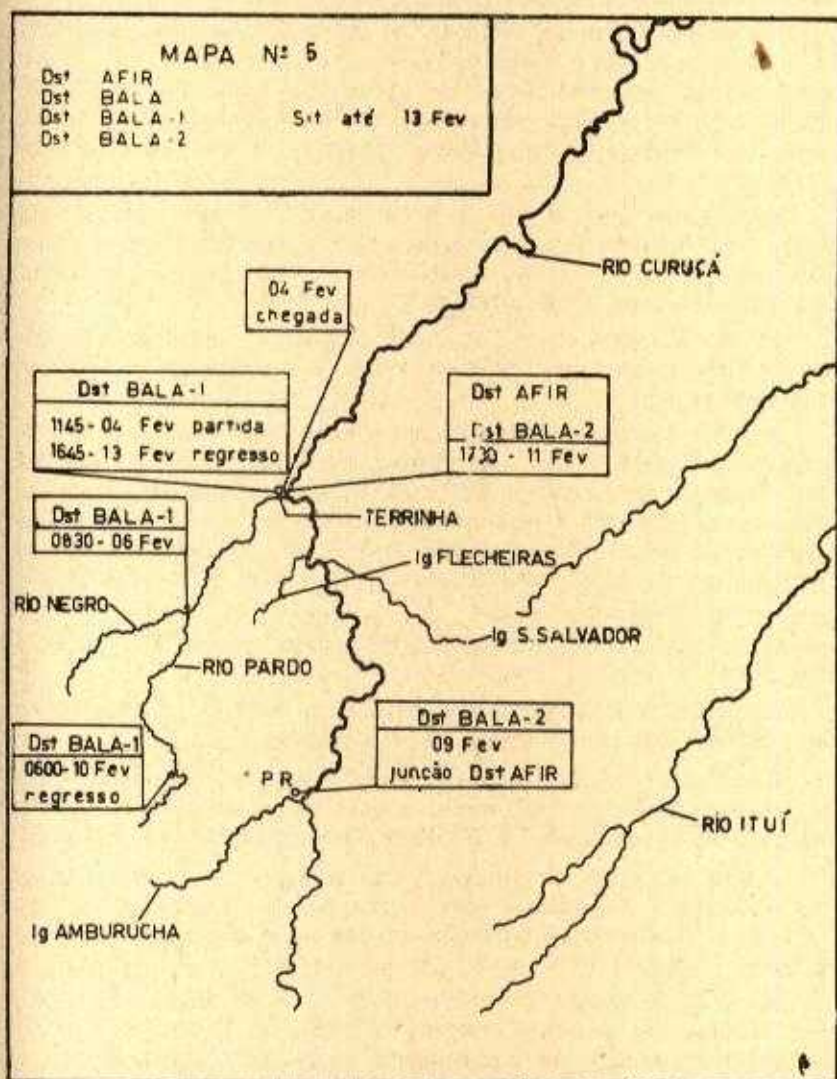 MAPA Nº 5
Dst AFIR
Dst BALA
Dst BALA-1 Sit até 13 Fev
Dst BALA-2
RIO CURUÇÁ
04 Fev
chegada
Dst BALA-1
1145-04 Fev partida
1645-13 Fev regresso
Dst AFIR
Dst BALA-2
1730 - 11 Fev
TERRINHA
Dst BALA-1
0830-06 Fev
Ig FLECHEIRAS
RIO NEGRO
Ig S.SALVADOR
RIO PARDO
Dst BALA-1
0600-10 Fev
regresso
Dst BALA-2
09 Fev
junção Dst AFIR
PR
RIO ITUÍ
Ig AMBURUCHA